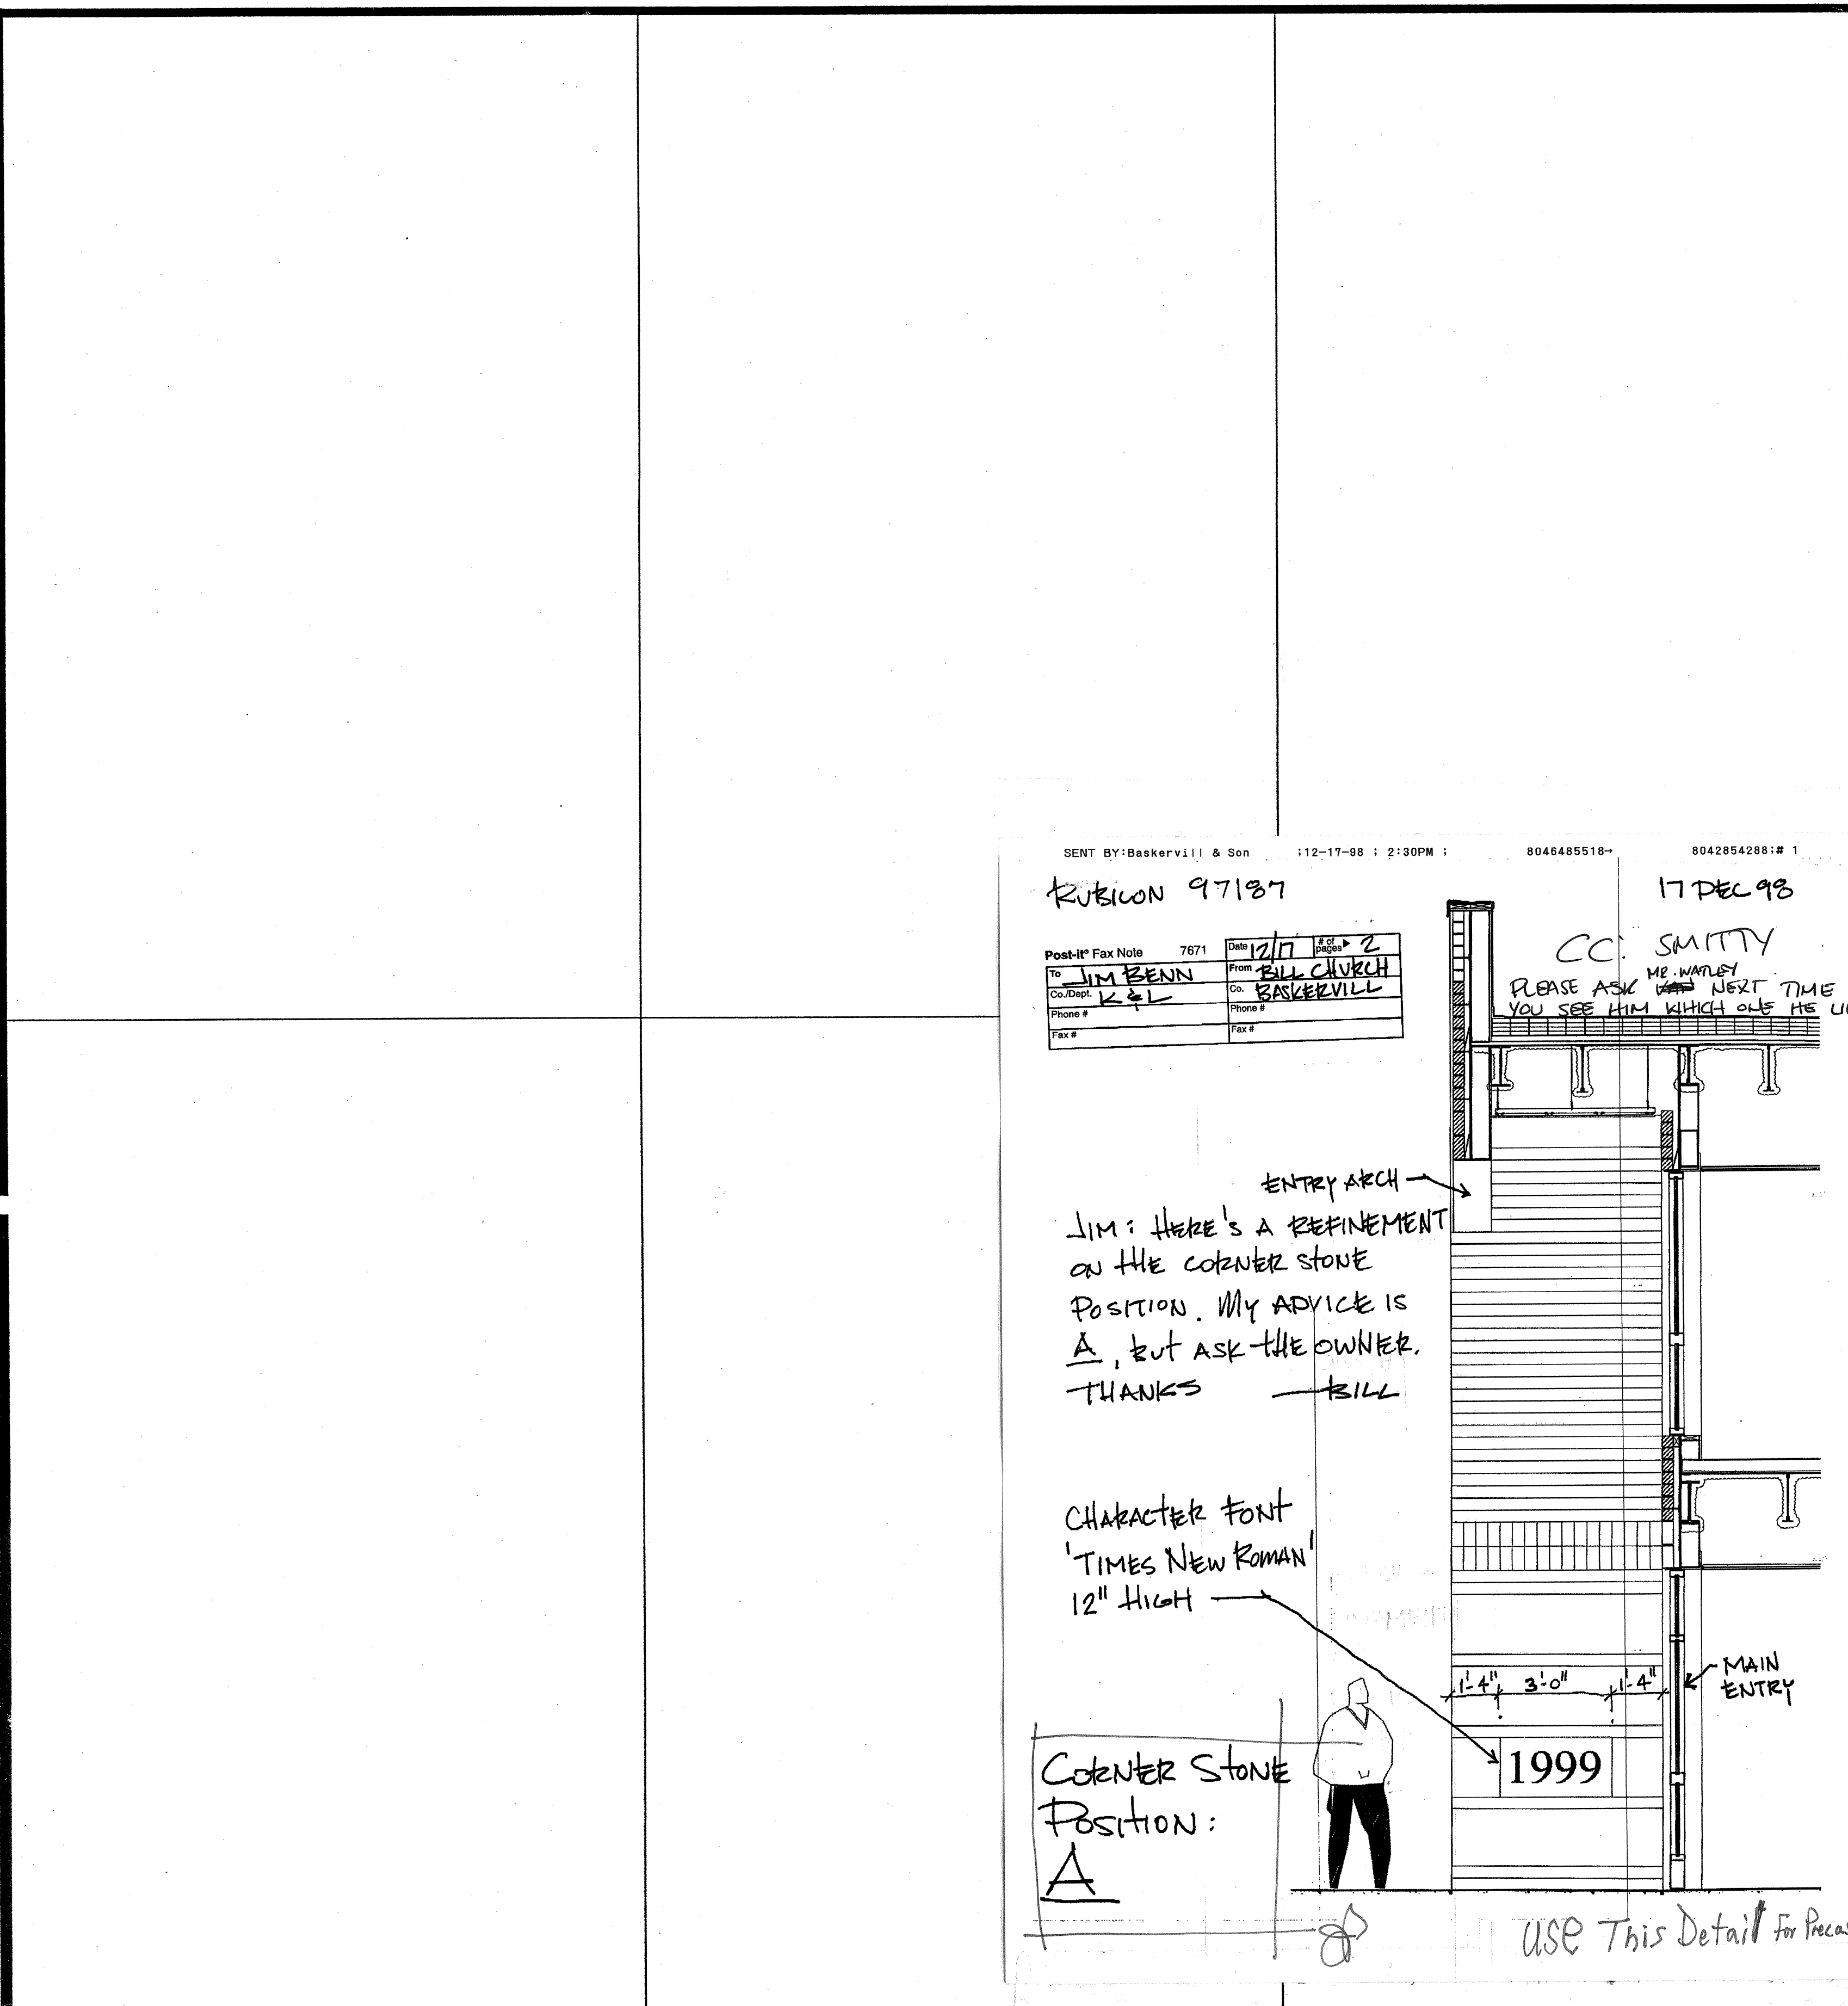 SENT BY:Baskervill & Son ;12-17-98 ; 2:30PM ; 8046485518→ 8042854288;# 1
RUBICON 97187 17 DEC 98
Post-it® Fax Note 7671 Date 12/17 # of pages ▶ 2
To JIM BENN From BILL CHURCH
Co./Dept. K & L Co. BASKERVILL
Phone # Phone #
Fax # Fax #
CC: SMITTY
MR. WATLEY
PLEASE ASK NEXT TIME
YOU SEE HIM WHICH ONE HE
ENTRY ARCH
JIM: HERE'S A REFINEMENT
ON THE CORNER STONE
POSITION. MY ADVICE IS
A, BUT ASK THE OWNER.
THANKS —BILL
CHARACTER FONT
'TIMES NEW ROMAN'
12" HIGH
1'-4" 3'-0" 1'-4"
MAIN
ENTRY
1999
CORNER STONE
POSITION:
A
USE This Detail For